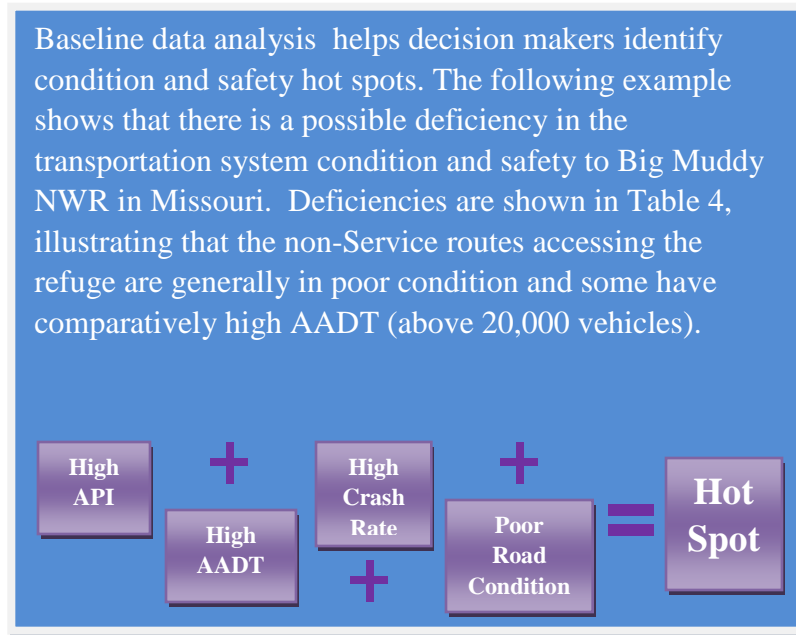 Baseline data analysis helps decision makers identify
condition and safety hot spots. The following example
shows that there is a possible deficiency in the
transportation system condition and safety to Big Muddy
NWR in Missouri. Deficiencies are shown in Table 4,
illustrating that the non-Service routes accessing the
refuge are generally in poor condition and some have
comparatively high AADT (above 20,000 vehicles).
High
API
+
High
AADT
High
Crash
Rate
+
+
Poor
Road
Condition
=
Hot
Spot